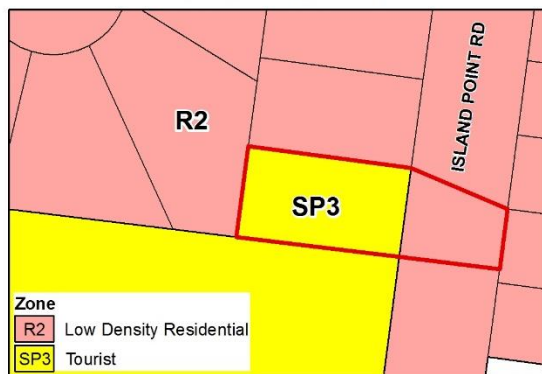 ISLAND POINT RD
R2
SP3
Zone
R2 Low Density Residential
SP3 Tourist